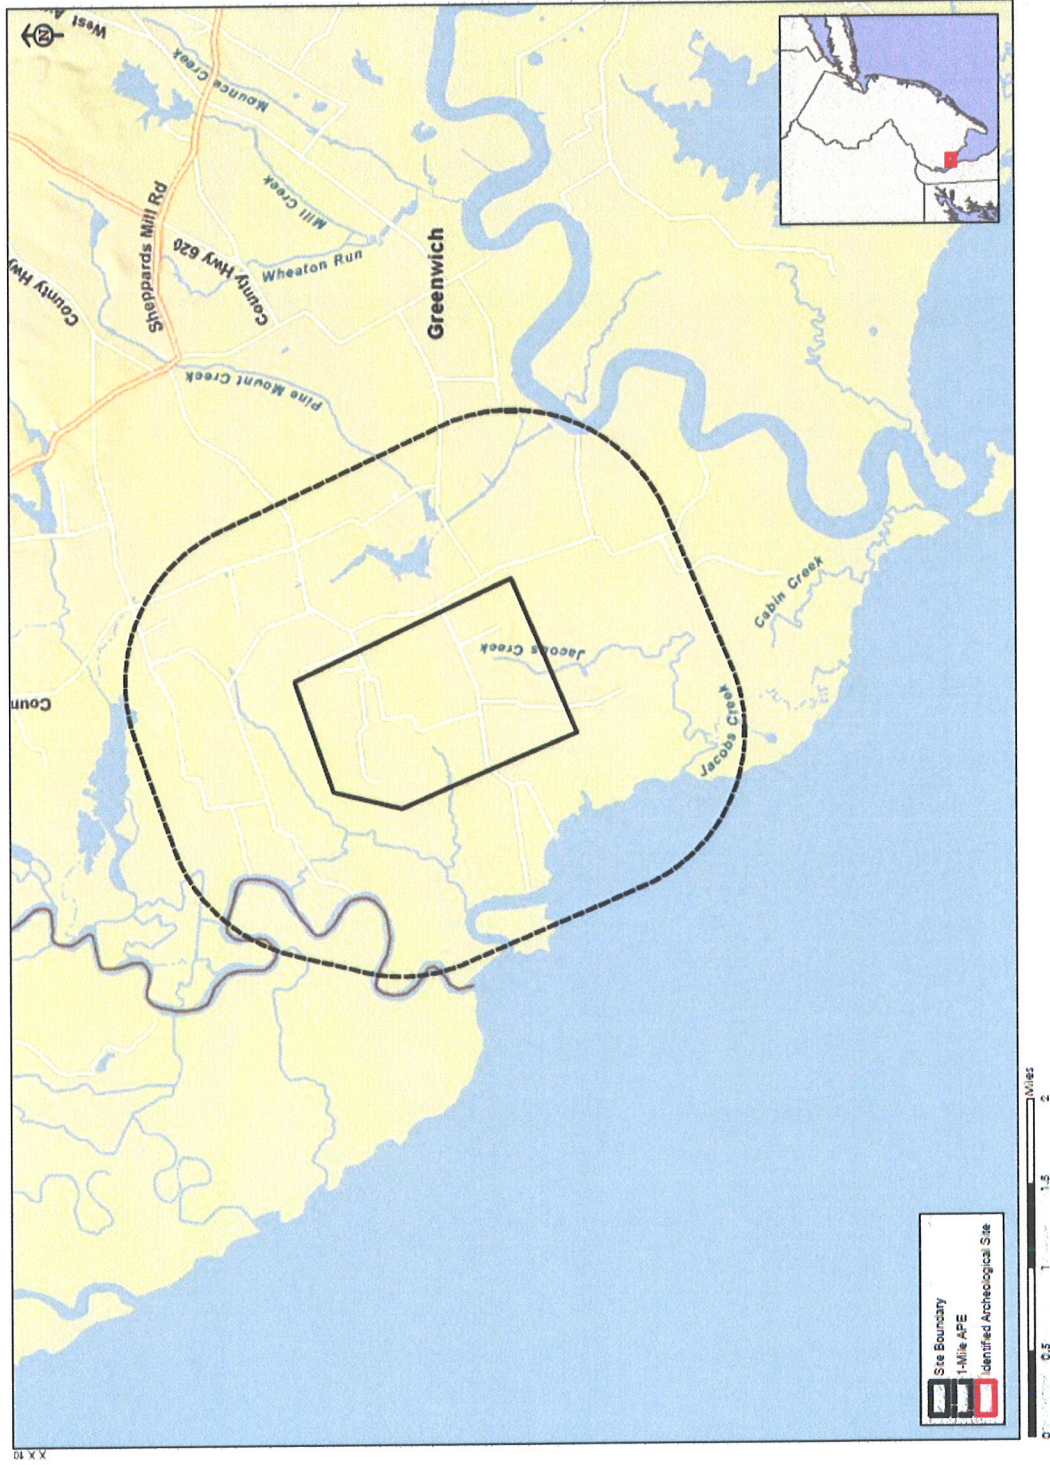 West Av
N
Mounce Creek
Mill Creek
Sheppards Mill Rd
County Hwy 620
County Hwy
Wheaton Run
Greenwich
Pine Mount Creek
Coun
Jacobs Creek
Cabin Creek
Jacobs Creek
Site Boundary
1-Mile APE
Identified Archeological Site
0 0.5 1 1.5 2
Miles